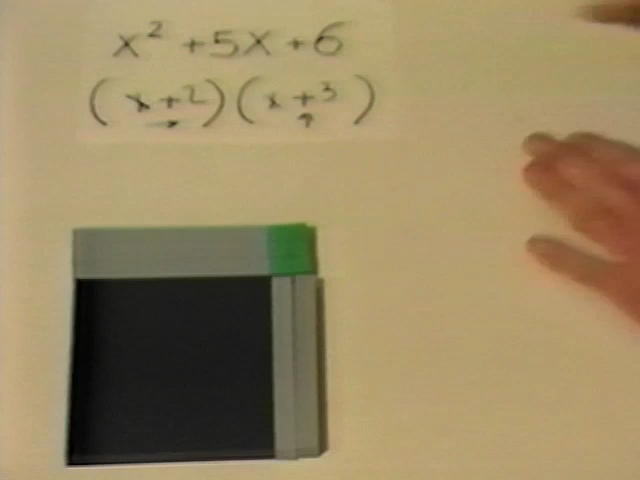 x² + 5x + 6
(x + 2)(x + 3)